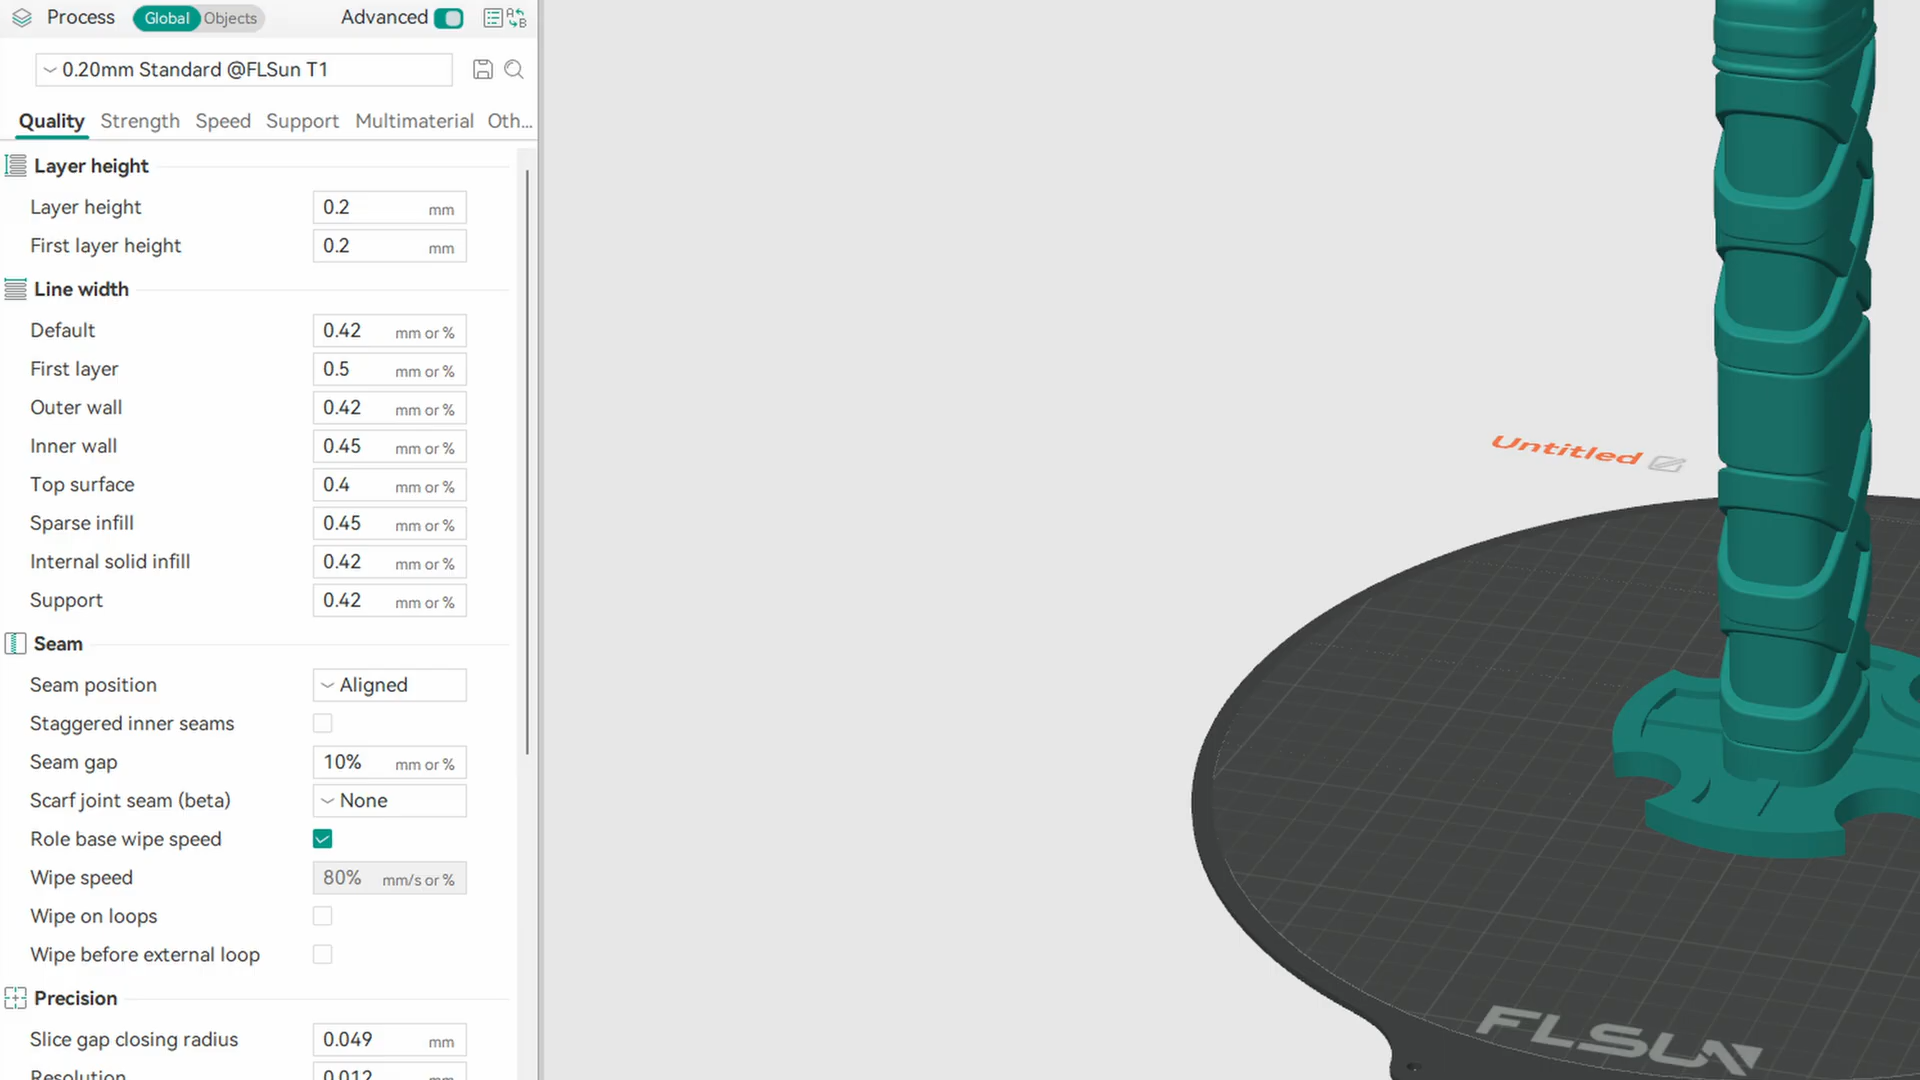 Process Global Objects Advanced
0.20mm Standard @FLSun T1
Quality Strength Speed Support Multimaterial Oth...
Layer height
Layer height 0.2 mm
First layer height 0.2 mm
Line width
Default 0.42 mm or %
First layer 0.5 mm or %
Outer wall 0.42 mm or %
Inner wall 0.45 mm or %
Top surface 0.4 mm or %
Sparse infill 0.45 mm or %
Internal solid infill 0.42 mm or %
Support 0.42 mm or %
Seam
Seam position Aligned
Staggered inner seams
Seam gap 10% mm or %
Scarf joint seam (beta) None
Role base wipe speed
Wipe speed 80% mm/s or %
Wipe on loops
Wipe before external loop
Precision
Slice gap closing radius 0.049 mm
Resolution 0.012 mm
Untitled
FLSUN